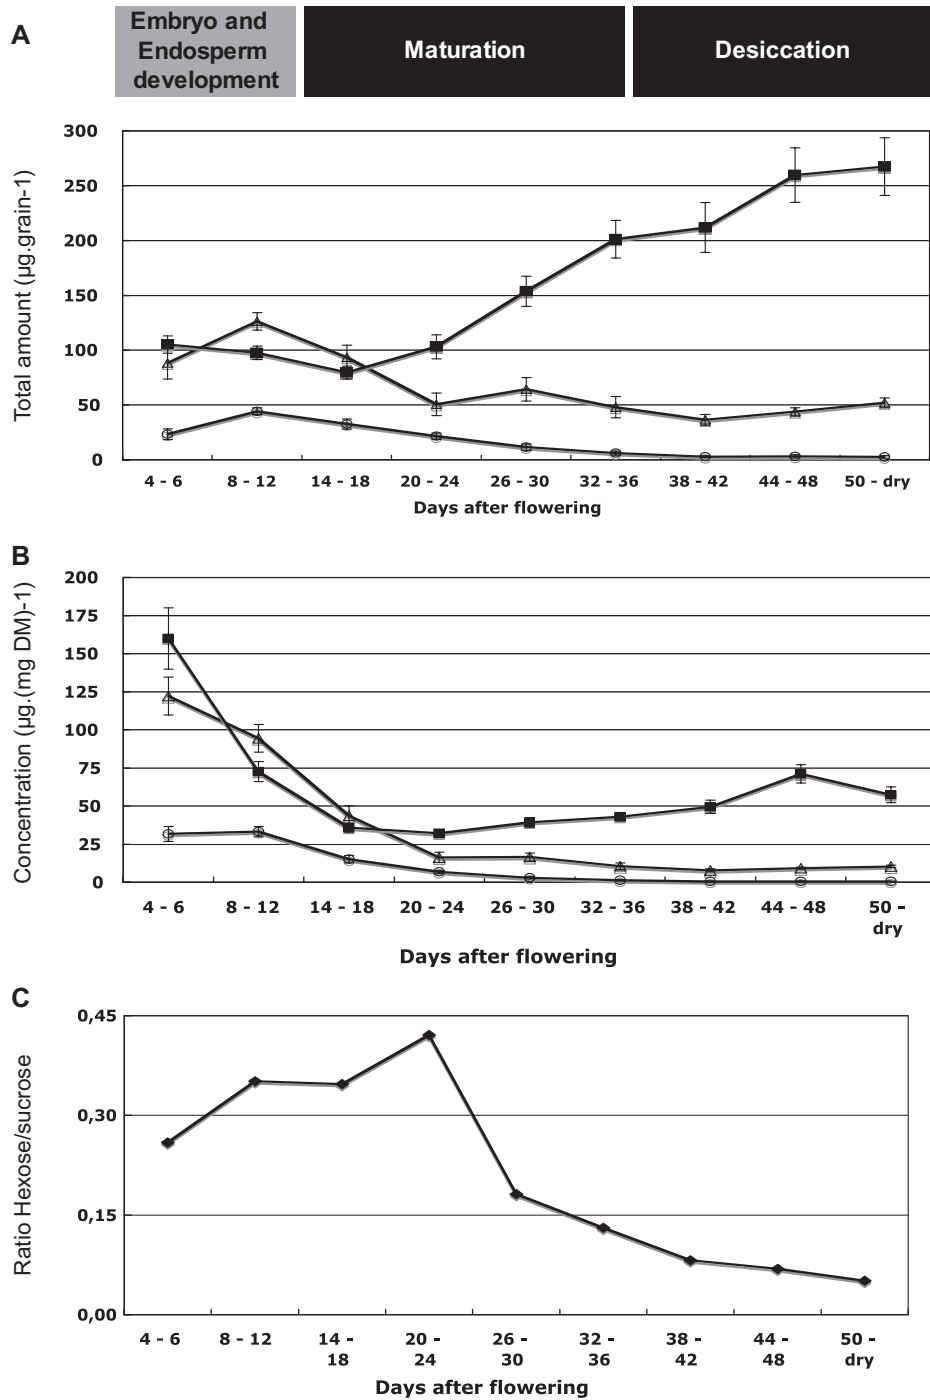 A
Embryo and
Endosperm
development
Maturation
Desiccation
Total amount (µg.grain-1)
300
250
200
150
100
50
0
4 - 6 8 - 12 14 - 18 20 - 24 26 - 30 32 - 36 38 - 42 44 - 48 50 - dry
Days after flowering
B
Concentration (µg.(mg DM)-1)
200
175
150
125
100
75
50
25
0
4 - 6 8 - 12 14 - 18 20 - 24 26 - 30 32 - 36 38 - 42 44 - 48 50 -
dry
Days after flowering
C
Ratio Hexose/sucrose
0,45
0,30
0,15
0,00
4 - 6 8 - 12 14 - 20 - 26 - 32 - 38 - 44 - 50 -
18 24 30 36 42 48 dry
Days after flowering